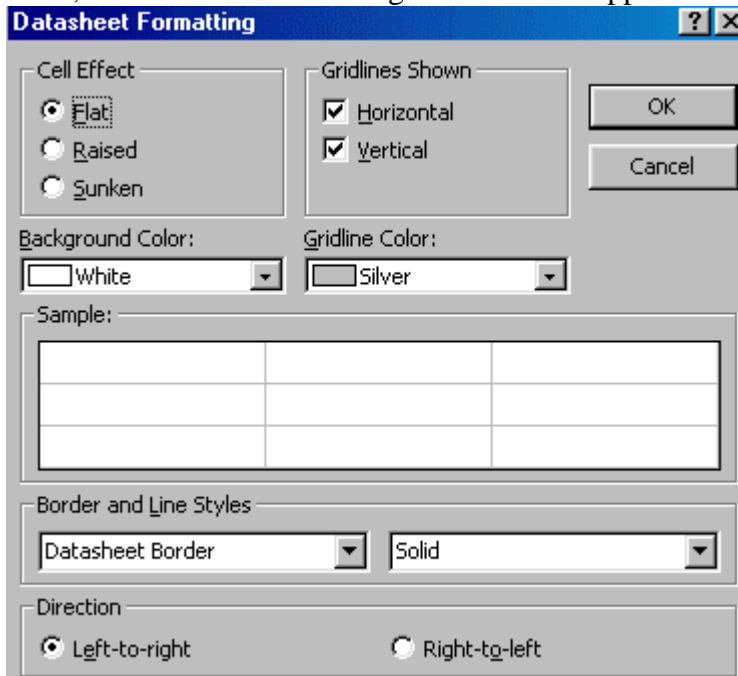 Datasheet Formatting
Cell Effect
Flat
Raised
Sunken
Gridlines Shown
Horizontal
Vertical
OK
Cancel
Background Color:
White
Gridline Color:
Silver
Sample:
Border and Line Styles
Datasheet Border
Solid
Direction
Left-to-right
Right-to-left